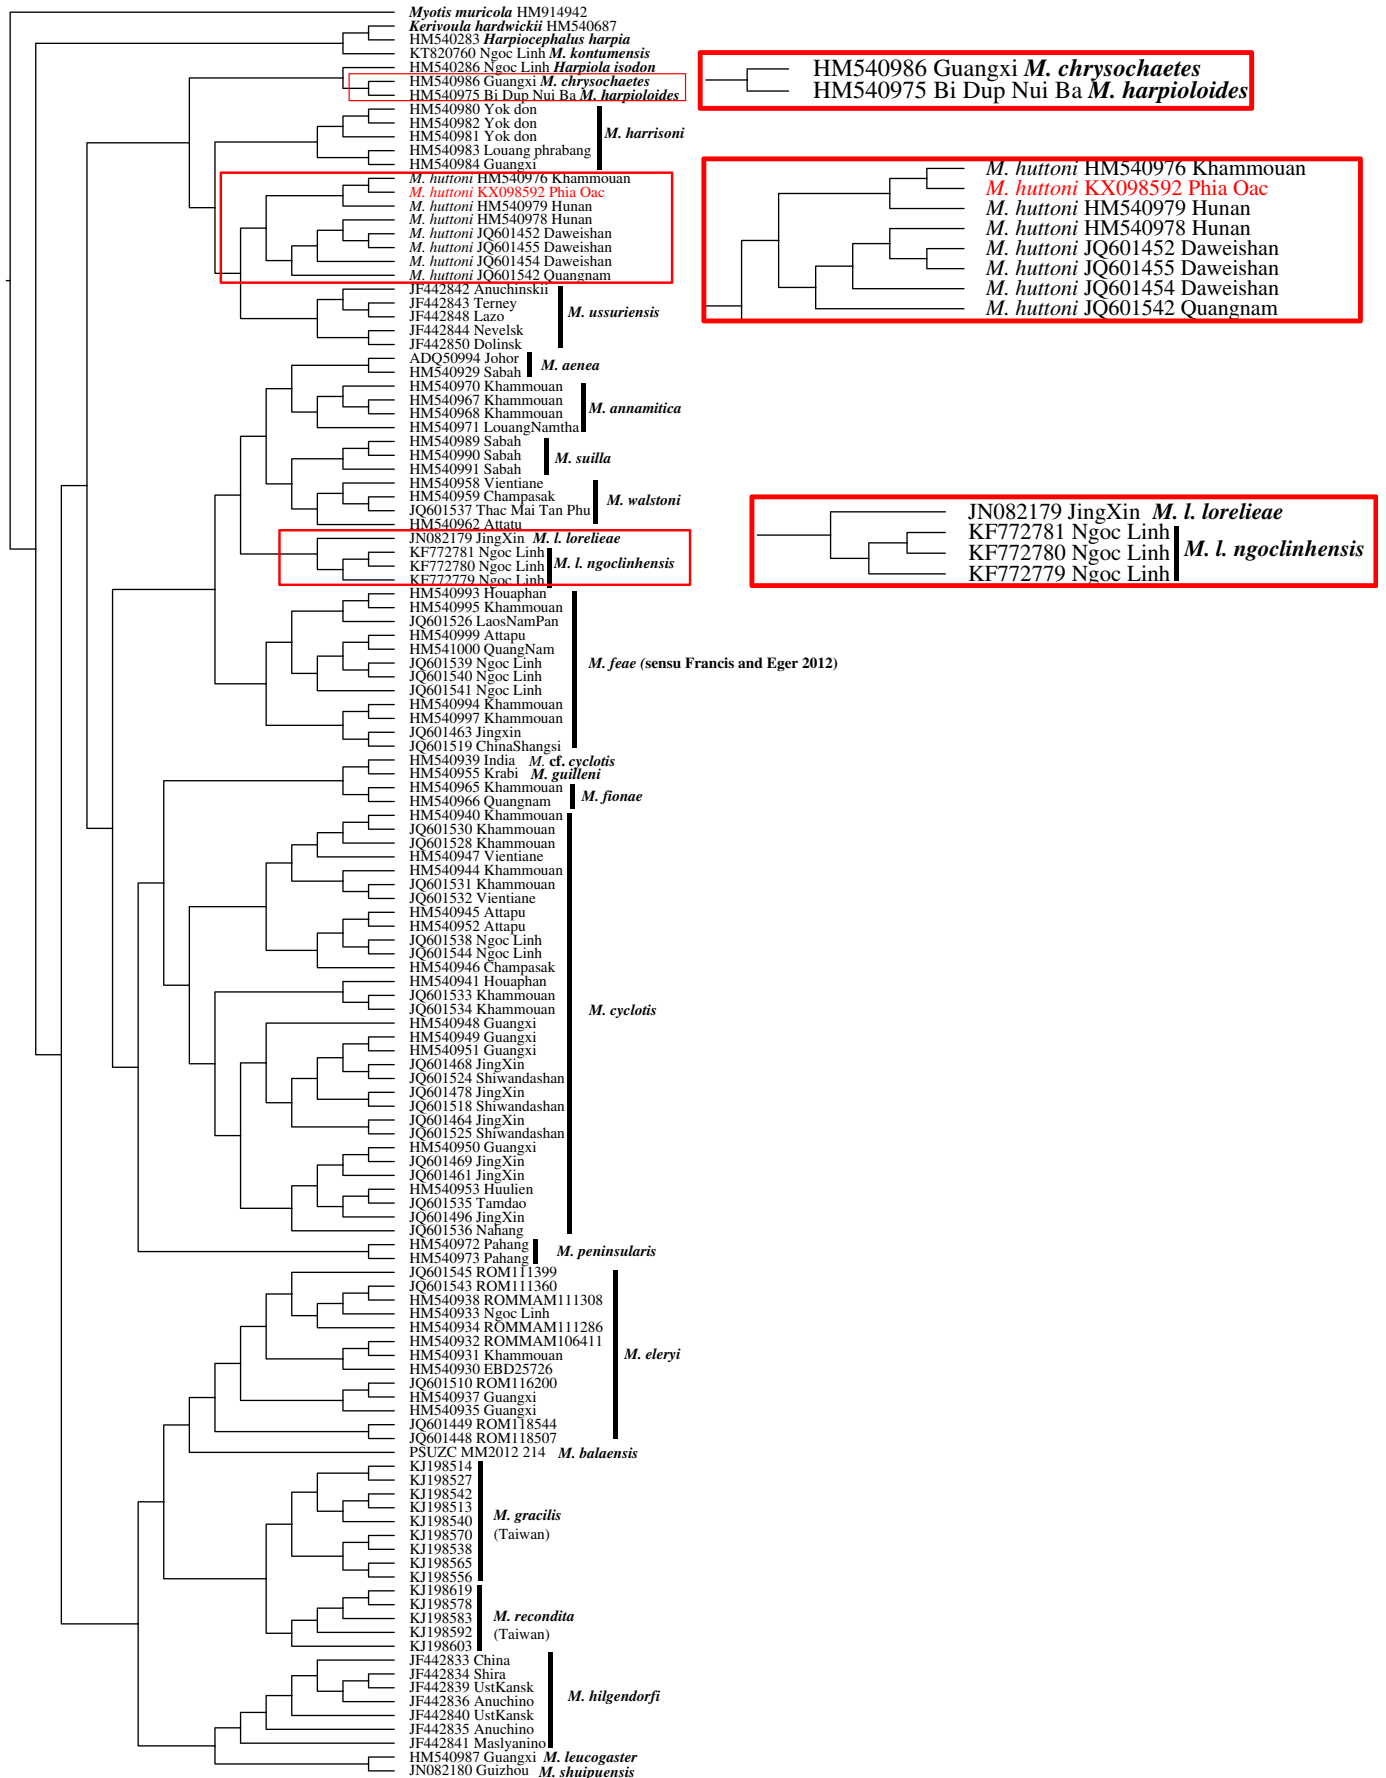 Myotis muricola HM914942
Kerivoula hardwickii HM540687
HM540283 Harpiocephalus harpia
KT820760 Ngoc Linh M. kontumensis
HM540286 Ngoc Linh Harpiola isodon
HM540986 Guangxi M. chrysochaetes
HM540975 Bi Dup Nui Ba M. harpioloides
HM540980 Yok don
HM540982 Yok don
HM540981 Yok don
HM540983 Louang phrabang
HM540984 Guangxi
M. harrisoni
M. huttoni HM540976 Khammouan
M. huttoni KX098592 Phia Oac
M. huttoni HM540979 Hunan
M. huttoni HM540978 Hunan
M. huttoni JQ601452 Daweishan
M. huttoni JQ601455 Daweishan
M. huttoni JQ601454 Daweishan
M. huttoni JQ601542 Quangnam
JF442842 Anuchinskii
JF442843 Terney
JF442848 Lazo
JF442844 Nevelsk
JF442850 Dolinsk
M. ussuriensis
ADQ50994 Johor
HM540929 Sabah
M. aenea
HM540970 Khammouan
HM540967 Khammouan
HM540968 Khammouan
HM540971 LouangNamtha
M. annamitica
HM540989 Sabah
HM540990 Sabah
HM540991 Sabah
M. suilla
HM540958 Vientiane
HM540959 Champasak
JQ601537 Thac Mai Tan Phu
HM540962 Attatu
M. walstoni
JN082179 JingXin M. l. lorelieae
KF772781 Ngoc Linh
KF772780 Ngoc Linh
KF772779 Ngoc Linh
M. l. ngoclinhensis
HM540993 Houaphan
HM540995 Khammouan
JQ601526 LaosNamPan
HM540999 Attapu
HM541000 QuangNam
JQ601539 Ngoc Linh
JQ601540 Ngoc Linh
JQ601541 Ngoc Linh
HM540994 Khammouan
HM540997 Khammouan
JQ601463 Jingxin
JQ601519 ChinaShangsi
M. feae (sensu Francis and Eger 2012)
HM540939 India M. cf. cyclotis
HM540955 Krabi M. guilleni
HM540965 Khammouan
HM540966 Quangnam
M. fionae
HM540940 Khammouan
JQ601530 Khammouan
JQ601528 Khammouan
HM540947 Vientiane
HM540944 Khammouan
JQ601531 Khammouan
JQ601532 Vientiane
HM540945 Attapu
HM540952 Attapu
JQ601538 Ngoc Linh
JQ601544 Ngoc Linh
HM540946 Champasak
HM540941 Houaphan
JQ601533 Khammouan
JQ601534 Khammouan
HM540948 Guangxi
HM540949 Guangxi
HM540951 Guangxi
JQ601468 JingXin
JQ601524 Shiwandashan
JQ601478 JingXin
JQ601518 Shiwandashan
JQ601464 JingXin
JQ601525 Shiwandashan
HM540950 Guangxi
JQ601469 JingXin
JQ601461 JingXin
HM540953 Huulien
JQ601535 Tamdao
JQ601496 JingXin
JQ601536 Nahang
M. cyclotis
HM540972 Pahang
HM540973 Pahang
M. peninsularis
JQ601545 ROM111399
JQ601543 ROM111360
HM540938 ROMMAM111308
HM540933 Ngoc Linh
HM540934 ROMMAM111286
HM540932 ROMMAM106411
HM540931 Khammouan
HM540930 EBD25726
JQ601510 ROM116200
HM540937 Guangxi
HM540935 Guangxi
JQ601449 ROM118544
JQ601448 ROM118507
M. eleryi
PSUZC MM2012 214 M. balaensis
KJ198514
KJ198527
KJ198542
KJ198513
KJ198540
KJ198570
KJ198538
KJ198565
KJ198556
M. gracilis
(Taiwan)
KJ198619
KJ198578
KJ198583
KJ198592
KJ198603
M. recondita
(Taiwan)
JF442833 China
JF442834 Shira
JF442839 UstKansk
JF442836 Anuchino
JF442840 UstKansk
JF442835 Anuchino
JF442841 Maslyanino
M. hilgendorfi
HM540987 Guangxi M. leucogaster
JN082180 Guizhou M. shuipuensis
HM540986 Guangxi M. chrysochaetes
HM540975 Bi Dup Nui Ba M. harpioloides
M. huttoni HM540976 Khammouan
M. huttoni KX098592 Phia Oac
M. huttoni HM540979 Hunan
M. huttoni HM540978 Hunan
M. huttoni JQ601452 Daweishan
M. huttoni JQ601455 Daweishan
M. huttoni JQ601454 Daweishan
M. huttoni JQ601542 Quangnam
JN082179 JingXin M. l. lorelieae
KF772781 Ngoc Linh
KF772780 Ngoc Linh
KF772779 Ngoc Linh
M. l. ngoclinhensis